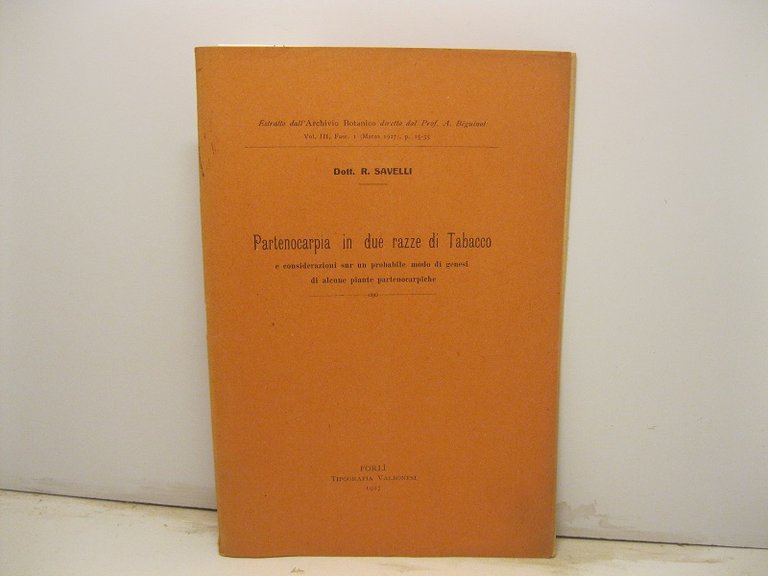 Estratto dall'Archivio Botanico diretto dal Prof. A. Béguinot
Vol. III, Fasc. 1 (Marzo 1927), p. 15-55
Dott. R. SAVELLI
Partenocarpia in due razze di Tabacco
e considerazioni sur un probabile modo di genesi
di alcune piante partenocarpiche
FORLÌ
TIPOGRAFIA VALBONESI
1927